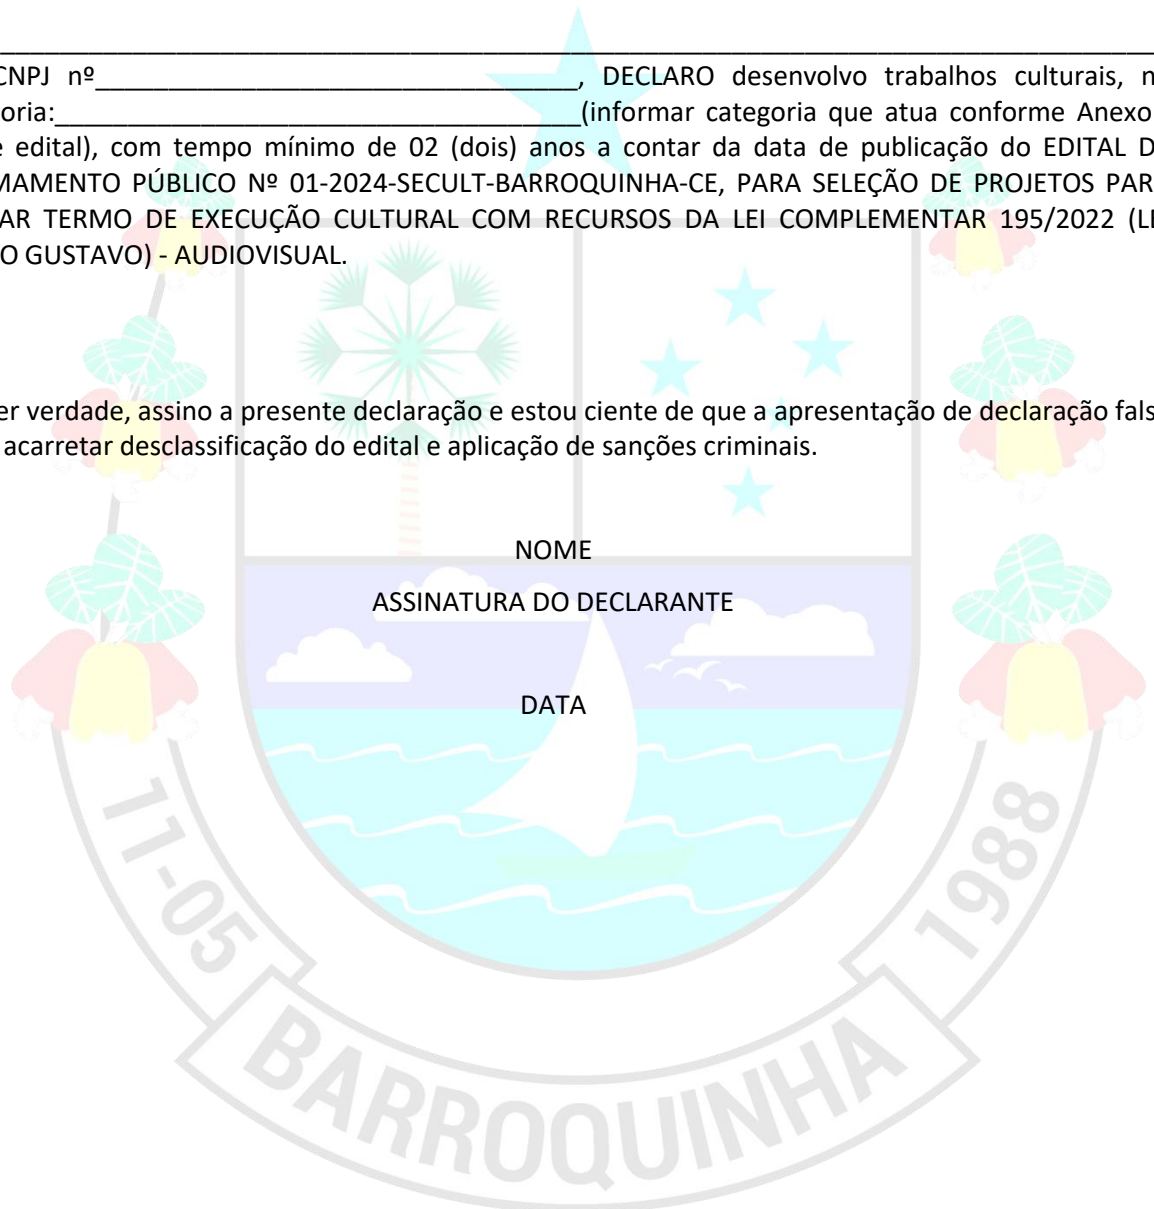 ________________________________________________________________________________
CNPJ nº_________________________________, DECLARO desenvolvo trabalhos culturais, n
oria:____________________________________(informar categoria que atua conforme Anexo
e edital), com tempo mínimo de 02 (dois) anos a contar da data de publicação do EDITAL D
MAMENTO PÚBLICO Nº 01-2024-SECULT-BARROQUINHA-CE, PARA SELEÇÃO DE PROJETOS PAR
AR TERMO DE EXECUÇÃO CULTURAL COM RECURSOS DA LEI COMPLEMENTAR 195/2022 (LE
O GUSTAVO) - AUDIOVISUAL.
er verdade, assino a presente declaração e estou ciente de que a apresentação de declaração fals
acarretar desclassificação do edital e aplicação de sanções criminais.
NOME
ASSINATURA DO DECLARANTE
DATA
11-05 BARROQUINHA 1988